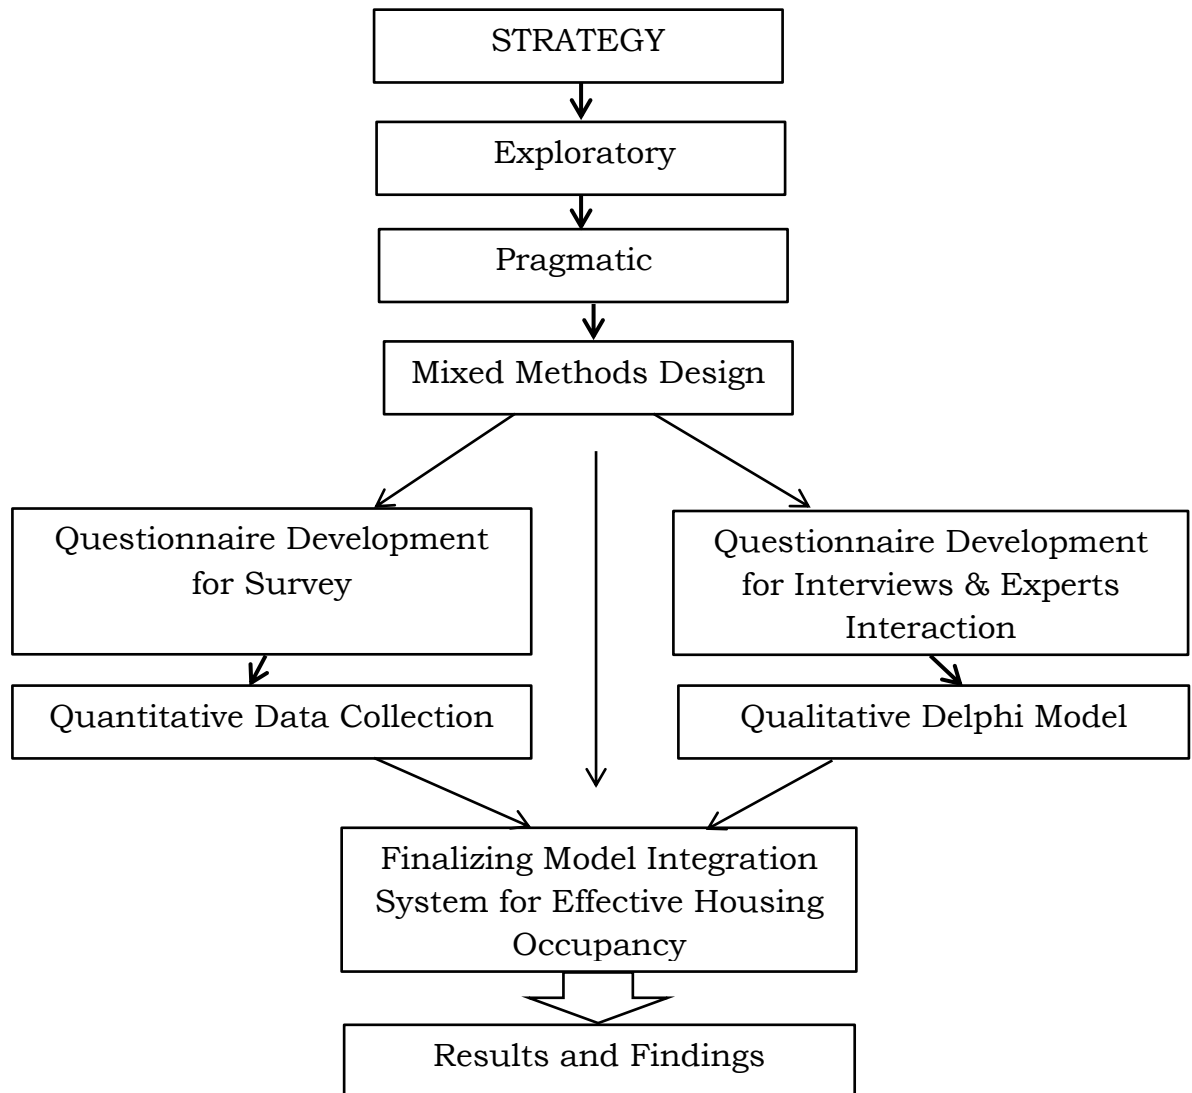 STRATEGY
Exploratory
Pragmatic
Mixed Methods Design
Questionnaire Development
for Survey
Questionnaire Development
for Interviews & Experts
Interaction
Quantitative Data Collection
Qualitative Delphi Model
Finalizing Model Integration
System for Effective Housing
Occupancy
Results and Findings